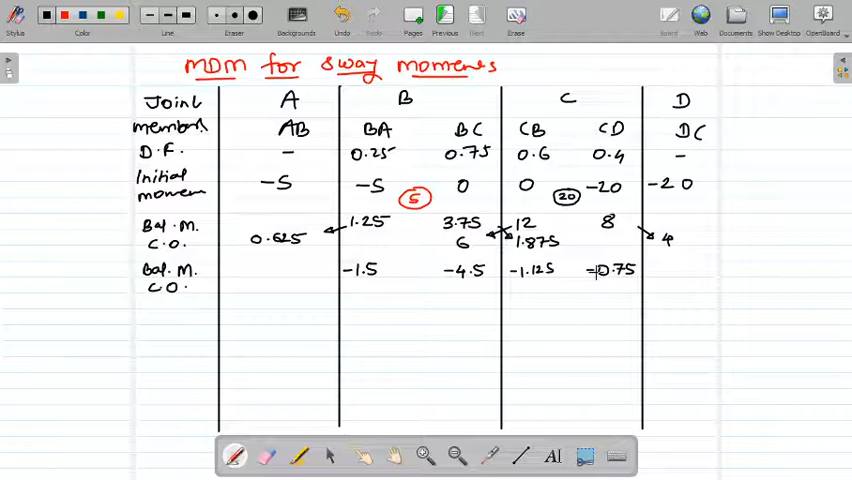 Stylus Color Line Eraser Backgrounds Undo Redo Pages Previous Next Erase Board Web Documents Show Desktop OpenBoard
MDM for sway moments
Joint A B C D
member AB BA BC CB CD DC
D.F. - 0.25 0.75 0.6 0.4 -
Initial moment -5 -5 0 0 -20 -20
5 20
Bal.M. 1.25 3.75 12 8
C.O. 0.625 6 1.875 4
Bal.M. -1.5 -4.5 -1.125 -0.75
C.O.
AI